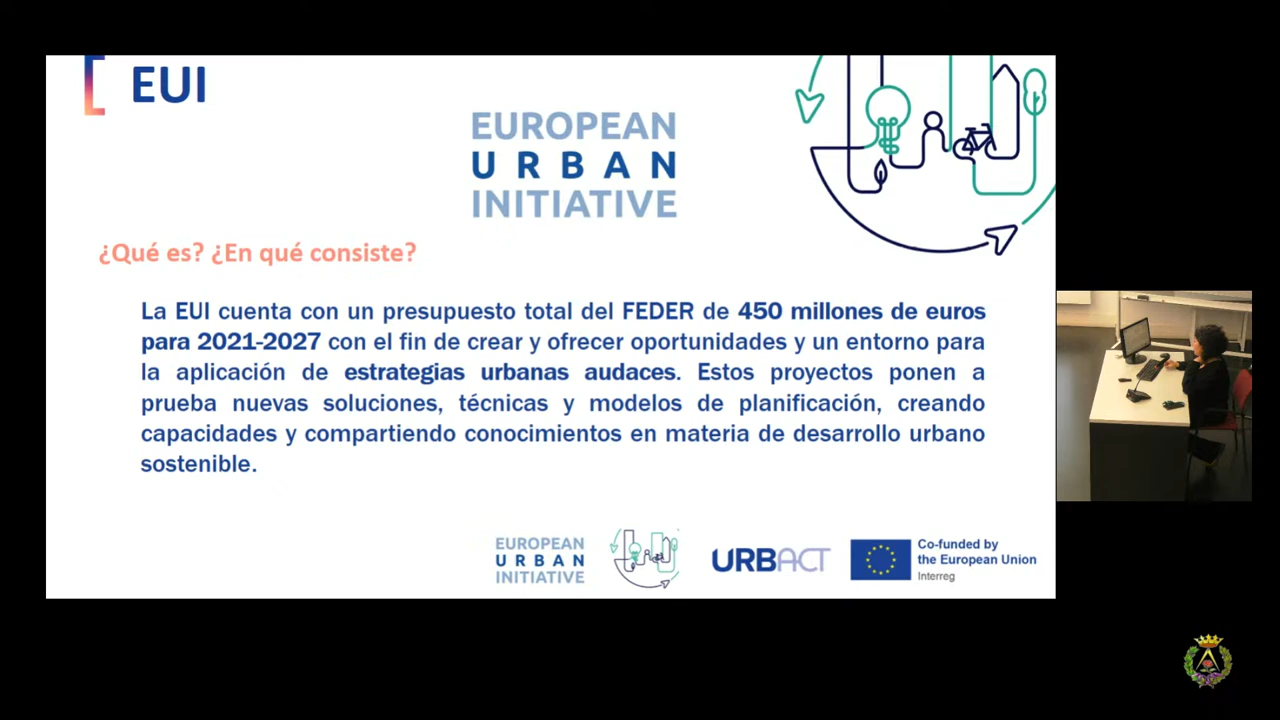 EUI
EUROPEAN
URBAN
INITIATIVE
¿Qué es? ¿En qué consiste?
La EUI cuenta con un presupuesto total del FEDER de 450 millones de euros
para 2021-2027 con el fin de crear y ofrecer oportunidades y un entorno para
la aplicación de estrategias urbanas audaces. Estos proyectos ponen a
prueba nuevas soluciones, técnicas y modelos de planificación, creando
capacidades y compartiendo conocimientos en materia de desarrollo urbano
sostenible.
EUROPEAN
URBAN
INITIATIVE
URBACT
Co-funded by
the European Union
Interreg